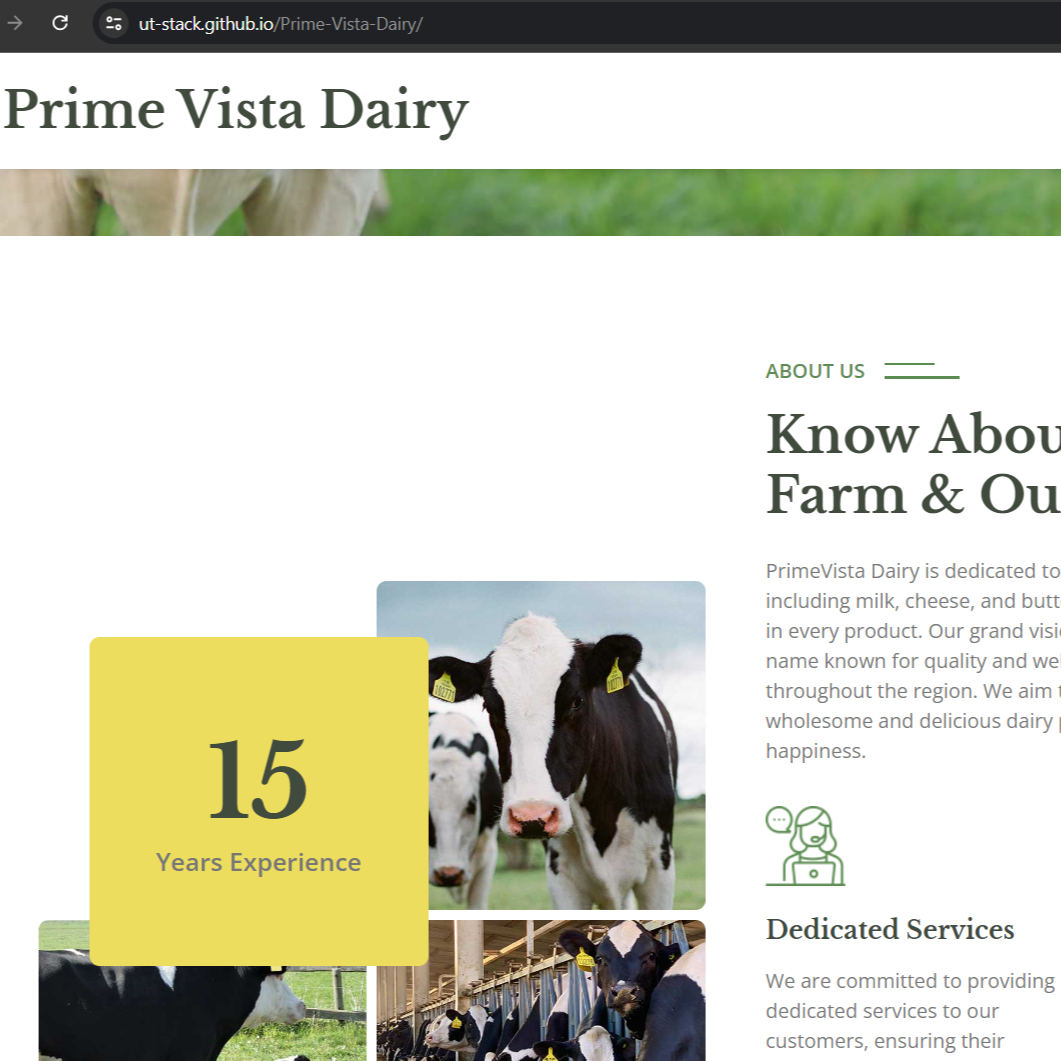 ut-stack.github.io/Prime-Vista-Dairy/
Prime Vista Dairy
ABOUT US
Know Abou
Farm & Ou
PrimeVista Dairy is dedicated to
including milk, cheese, and butt
in every product. Our grand visi
name known for quality and wel
throughout the region. We aim t
wholesome and delicious dairy p
happiness.
15
Years Experience
Dedicated Services
We are committed to providing
dedicated services to our
customers, ensuring their